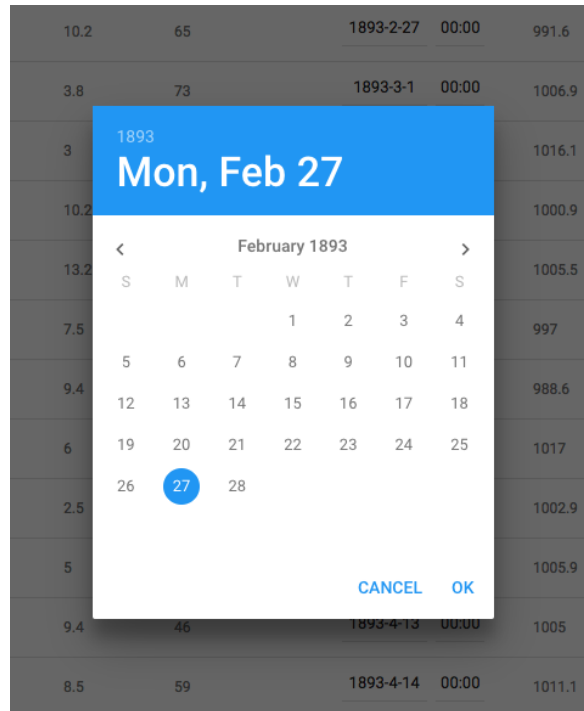 10.2 65 1893-2-27 00:00 991.6
3.8 73 1893-3-1 00:00 1006.9
3 1016.1
10.2 1000.9
13.2 1005.5
7.5 997
9.4 988.6
6 1017
2.5 1002.9
5 1005.9
9.4 46 1893-4-13 00:00 1005
8.5 59 1893-4-14 00:00 1011.1
1893
Mon, Feb 27
February 1893
S M T W T F S
1 2 3 4
5 6 7 8 9 10 11
12 13 14 15 16 17 18
19 20 21 22 23 24 25
26 27 28
CANCEL OK